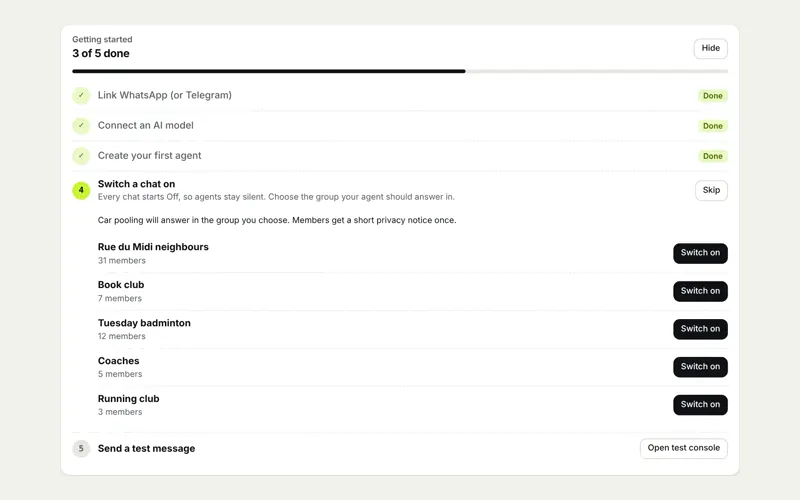 Getting started
3 of 5 done
Hide
✓ Link WhatsApp (or Telegram) Done
✓ Connect an AI model Done
✓ Create your first agent Done
4 Switch a chat on
Every chat starts Off, so agents stay silent. Choose the group your agent should answer in.
Skip
Car pooling will answer in the group you choose. Members get a short privacy notice once.
Rue du Midi neighbours
31 members
Switch on
Book club
7 members
Switch on
Tuesday badminton
12 members
Switch on
Coaches
5 members
Switch on
Running club
3 members
Switch on
5 Send a test message Open test console